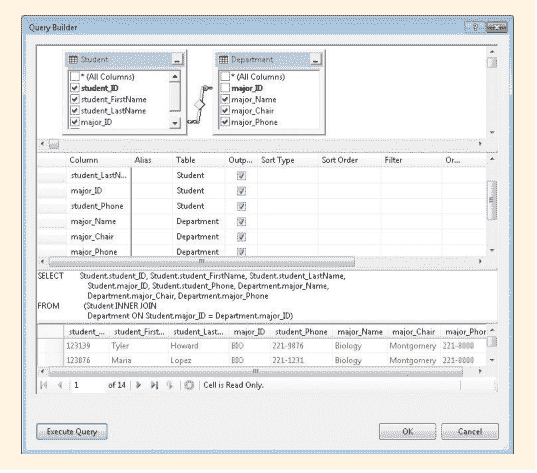 Query Builder
Student
* (All Columns)
student_ID
student_FirstName
student_LastName
major_ID
Department
* (All Columns)
major_ID
major_Name
major_Chair
major_Phone
Column Alias Table Outp... Sort Type Sort Order Filter Or...
student_LastN... Student
major_ID Student
student_Phone Student
major_Name Department
major_Chair Department
major_Phone Department
SELECT Student.student_ID, Student.student_FirstName, Student.student_LastName,
Student.major_ID, Student.student_Phone, Department.major_Name,
Department.major_Chair, Department.major_Phone
FROM (Student INNER JOIN
Department ON Student.major_ID = Department.major_ID)
student_... student_First... student_Last... major_ID student_Phone major_Name major_Chair major_Phor
123139 Tyler Howard BIO 221-9876 Biology Montgomery 221-8000
123876 Maria Lopez BIO 221-1231 Biology Montgomery 221-8000
1 of 14 Cell is Read Only.
Execute Query OK Cancel